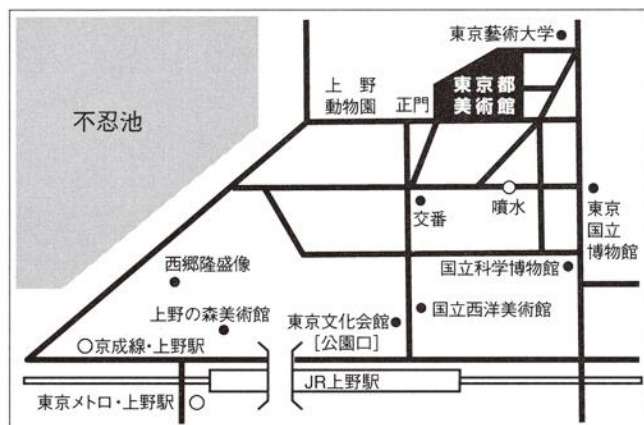 東京藝術大学
上 野
動物園
正門
東京都
美術館
不忍池
交番
噴水
東京
国立
博物館
西郷隆盛像
国立科学博物館
上野の森美術館
東京文化会館
[公園口]
国立西洋美術館
京成線・上野駅
JR上野駅
東京メトロ・上野駅